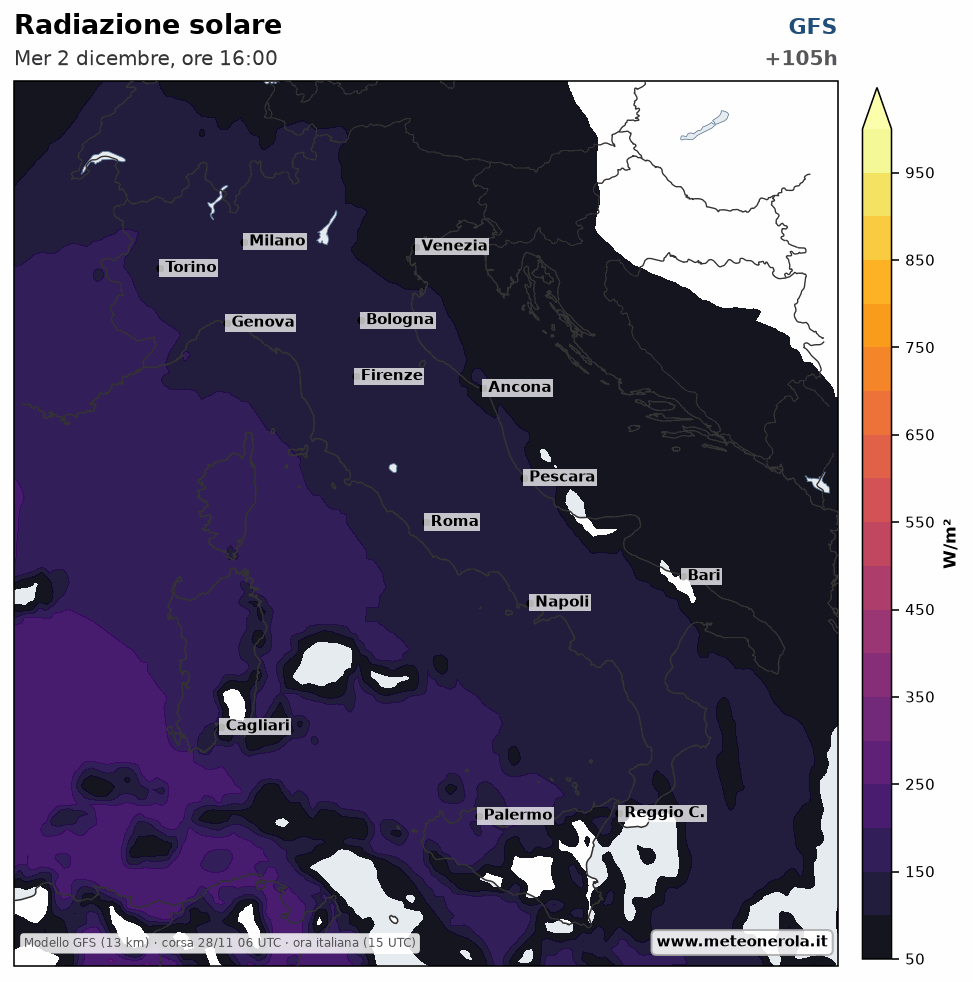 Radiazione solare
GFS
Mer 2 dicembre, ore 16:00
+105h
Milano
Venezia
Torino
Genova
Bologna
Firenze
Ancona
Pescara
Roma
Bari
Napoli
Cagliari
Palermo
Reggio C.
Modello GFS (13 km) · corsa 28/11 06 UTC · ora italiana (15 UTC)
www.meteonerola.it
950
850
750
650
550
450
350
250
150
50
W/m²